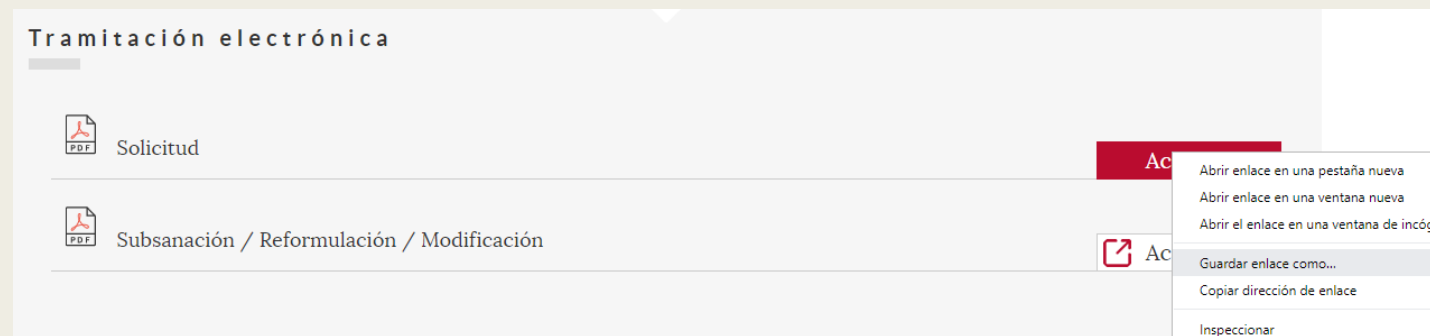 Tramitación electrónica
PDF
Solicitud
Ac
Abrir enlace en una pestaña nueva
Abrir enlace en una ventana nueva
Abrir el enlace en una ventana de
PDF
Subsanación / Reformulación / Modificación
Ac
Guardar enlace como...
Copiar dirección de enlace
Inspeccionar